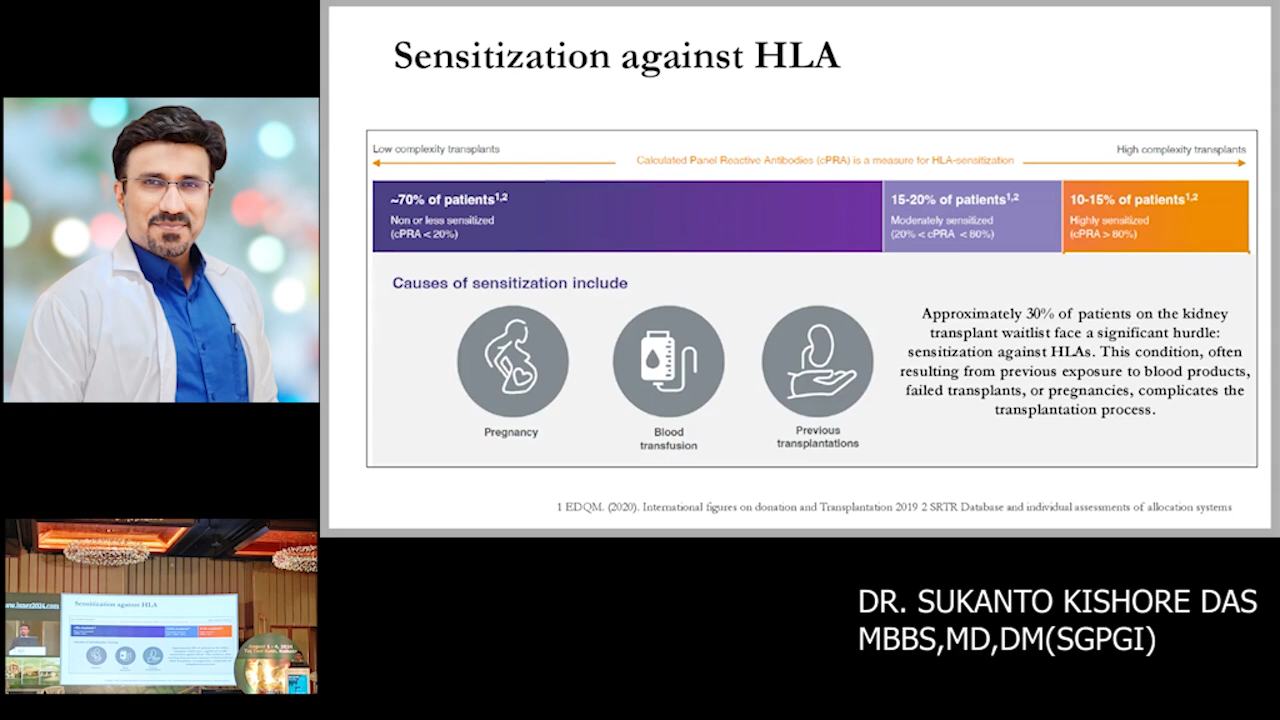 Sensitization against HLA
Low complexity transplants
Calculated Panel Reactive Antibodies (cPRA) is a measure for HLA-sensitization
High complexity transplants
~70% of patients1,2
Non or less sensitized
(cPRA < 20%)
15-20% of patients1,2
Moderately sensitized
(20% < cPRA < 80%)
10-15% of patients1,2
Highly sensitized
(cPRA > 80%)
Causes of sensitization include
Pregnancy
Blood
transfusion
Previous
transplantations
Approximately 30% of patients on the kidney
transplant waitlist face a significant hurdle:
sensitization against HLAs. This condition, often
resulting from previous exposure to blood products,
failed transplants, or pregnancies, complicates the
transplantation process.
1 EDQM. (2020). International figures on donation and Transplantation 2019 2 SRTR Database and individual assessments of allocation systems
Sensitization against HLA
DR. SUKANTO KISHORE DAS
MBBS,MD,DM(SGPGI)